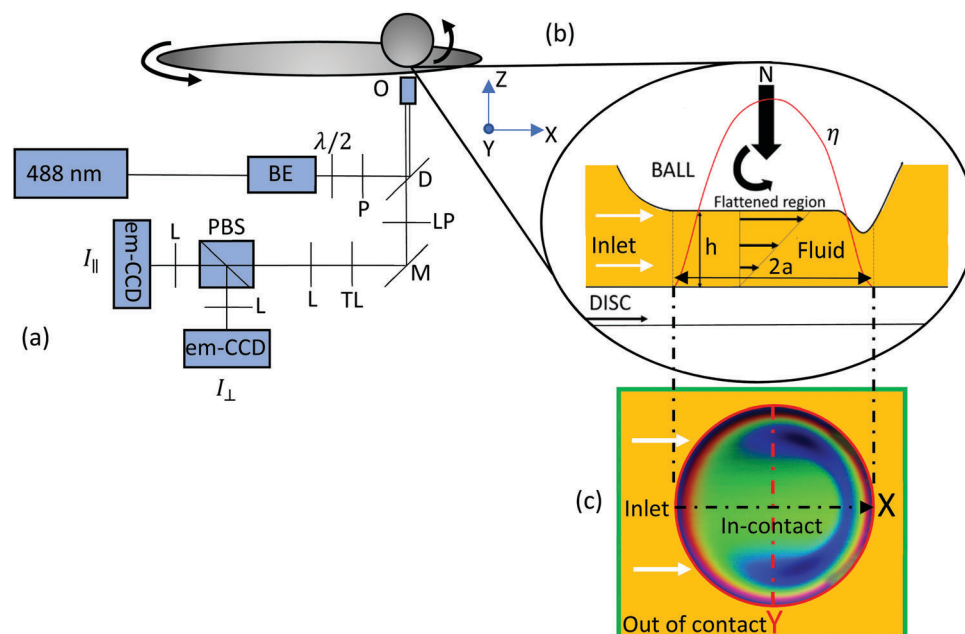 (b)
O
Z
Y
X
N
η
BALL
Flattened region
Inlet
h
Fluid
2a
DISC
488 nm
BE
λ/2
P
D
LP
M
TL
L
PBS
L
em-CCD
I∥
L
em-CCD
I⊥
(a)
(c)
Inlet
In-contact
X
Out of contact
Y